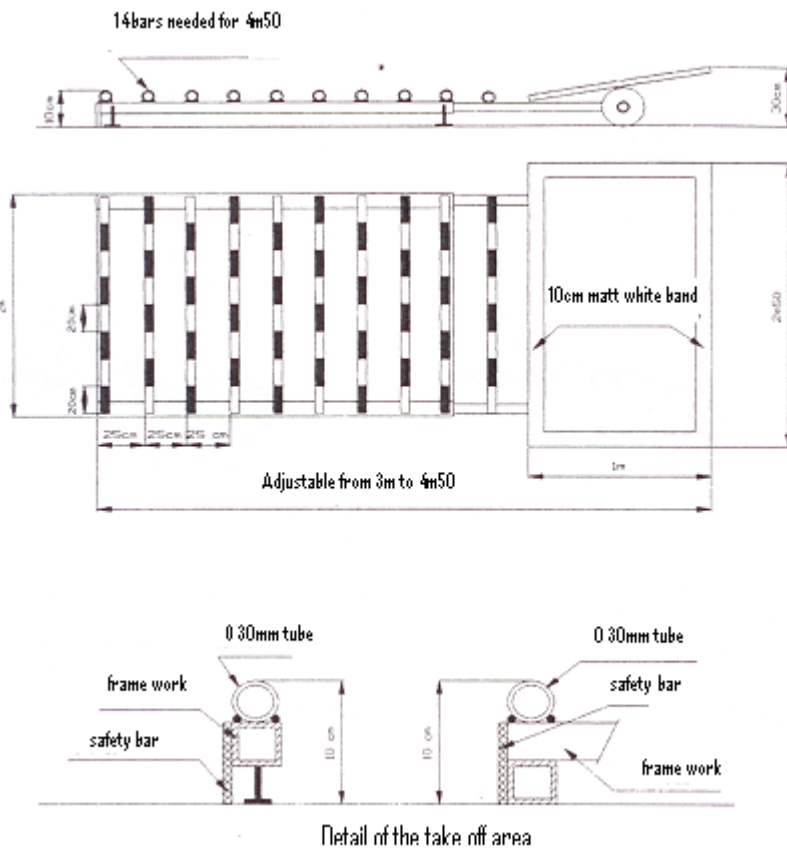 14bars needed for 4m50
10cm
30cm
10cm matt white band
2m50
20cm
20cm
25cm 25cm 25 cm
1m
Adjustable from 3m to 4m50
0 30mm tube
0 30mm tube
frame work
safety bar
safety bar
10 cm
10 cm
frame work
Detail of the take off area